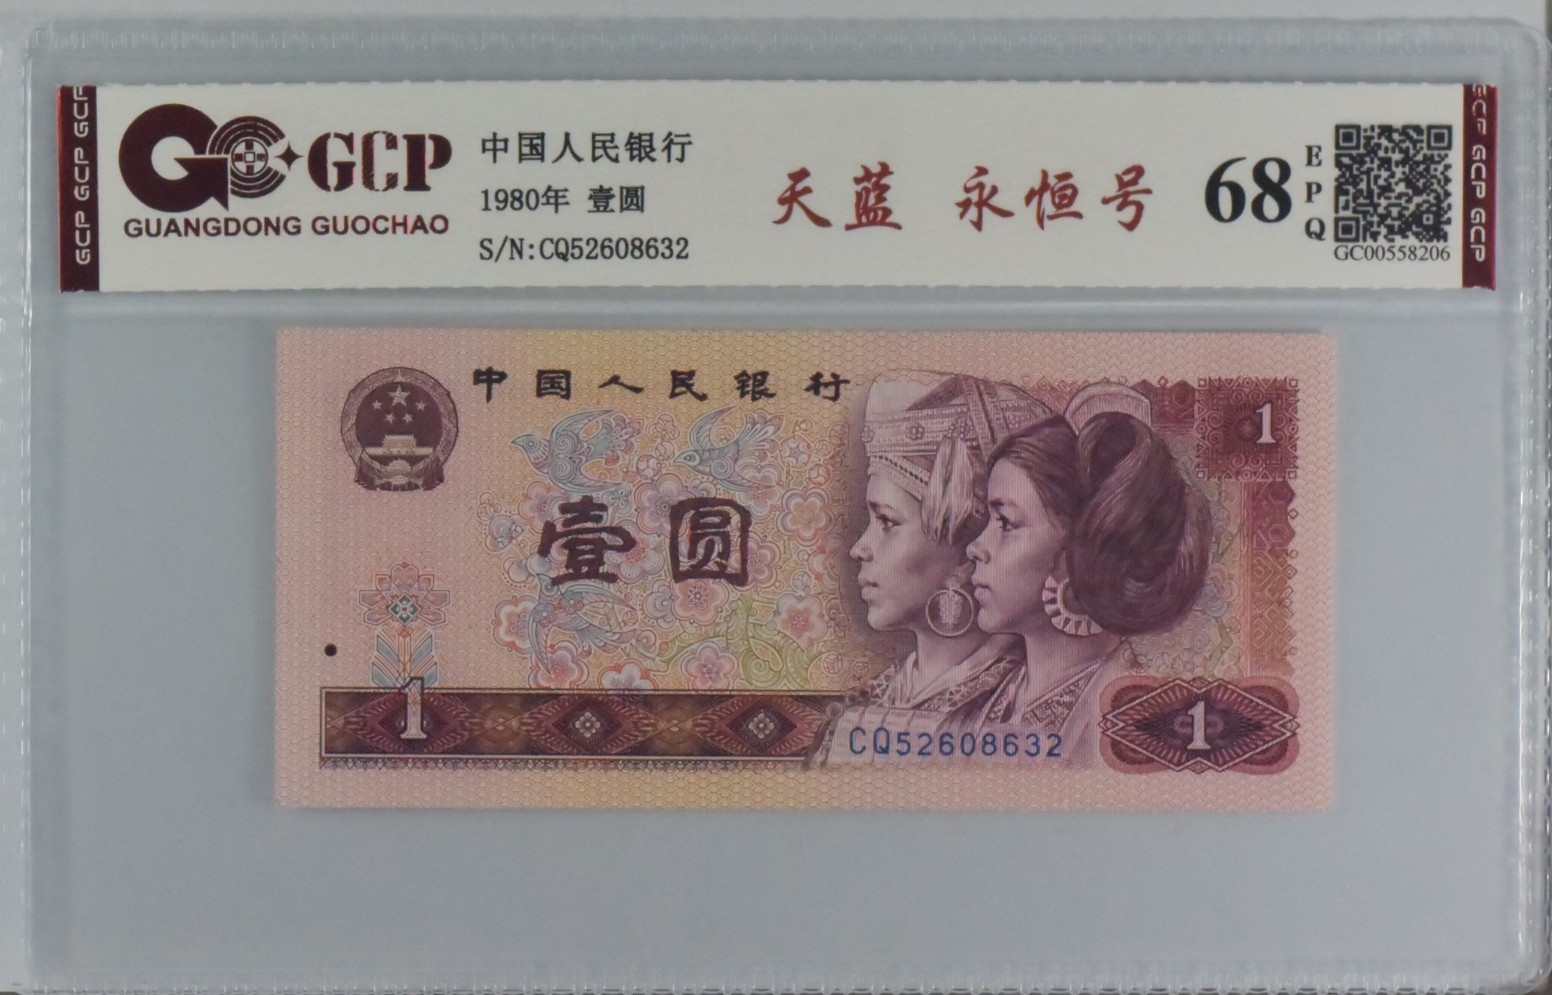 GCP GCP GCP
GCP
GUANGDONG GUOCHAO
中国人民银行
1980年 壹圆
S/N:CQ52608632
天蓝 永恒号
68
EPQ
GC00558206
GCP GCP GCP
中国人民银行
1
壹圆
1
CQ52608632
1